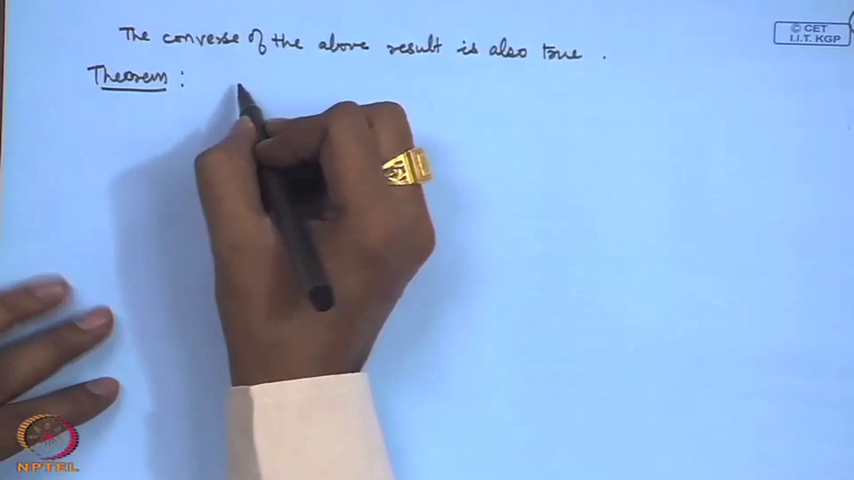 The converse of the above result is also true .
Theorem :
© CET
I.I.T. KGP
NPTEL